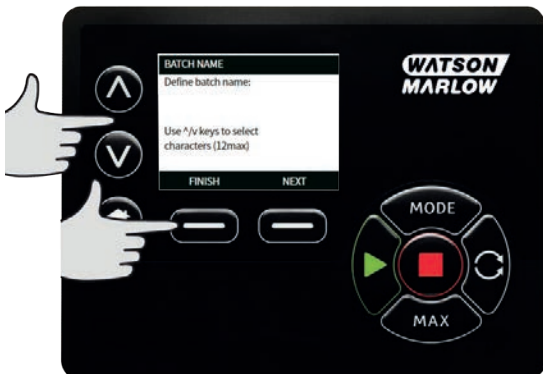 BATCH NAME
Define batch name:
Use ^/v keys to select
characters (12max)
FINISH NEXT
WATSON
MARLOW
MODE
MAX